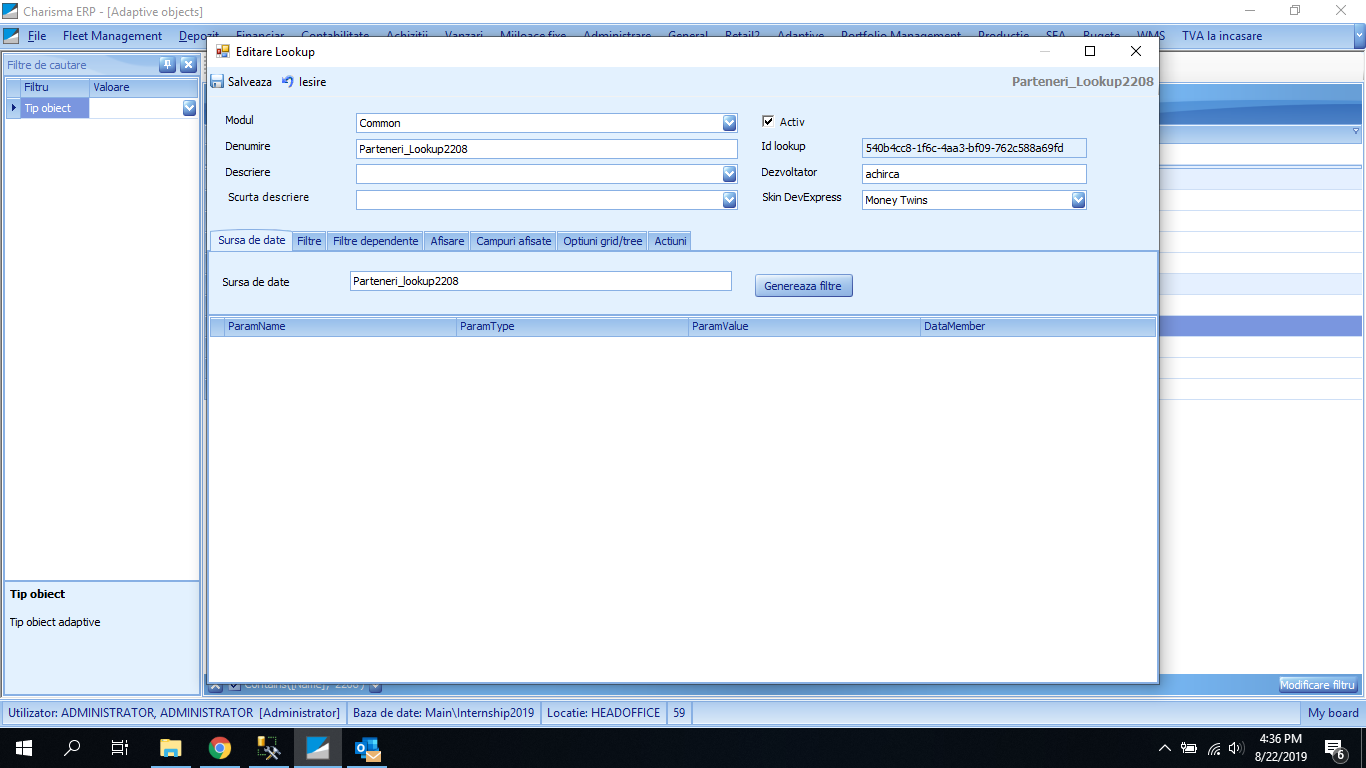 Charisma ERP - [Adaptive objects]
File Fleet Management Depozit Financiar Contabilitate Achizitii Vanzari Mijloace fixe Administrare General Retail2 Adaptive Portfolio Management Productie SFA Bugete WMS TVA la incasare
Filtre de cautare
Filtru Valoare
Tip obiect
Editare Lookup
Salveaza Iesire Parteneri_Lookup2208
Modul Common Activ
Denumire Parteneri_Lookup2208 Id lookup 540b4cc8-1f6c-4aa3-bf09-762c588a69fd
Descriere Dezvoltator achirca
Scurta descriere Skin DevExpress Money Twins
Sursa de date Filtre Filtre dependente Afisare Campuri afisate Optiuni grid/tree Actiuni
Sursa de date Parteneri_lookup2208 Genereaza filtre
ParamName ParamType ParamValue DataMember
Tip obiect
Tip obiect adaptive
Contains([Name], '2208') Modificare filtru
Utilizator: ADMINISTRATOR, ADMINISTRATOR [Administrator] Baza de date: Main\Internship2019 Locatie: HEADOFFICE 59 My board
4:36 PM
8/22/2019
6